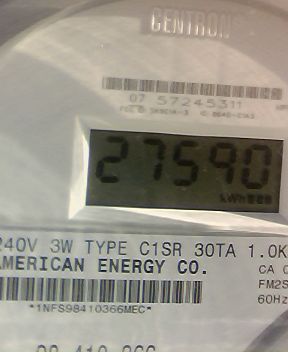 CENTRON
07 57245311
27590
kWh
240V 3W TYPE C1SR 30TA 1.0K
AMERICAN ENERGY CO.
CA 0
FM2S
60Hz
*1NFS98410366MEC*